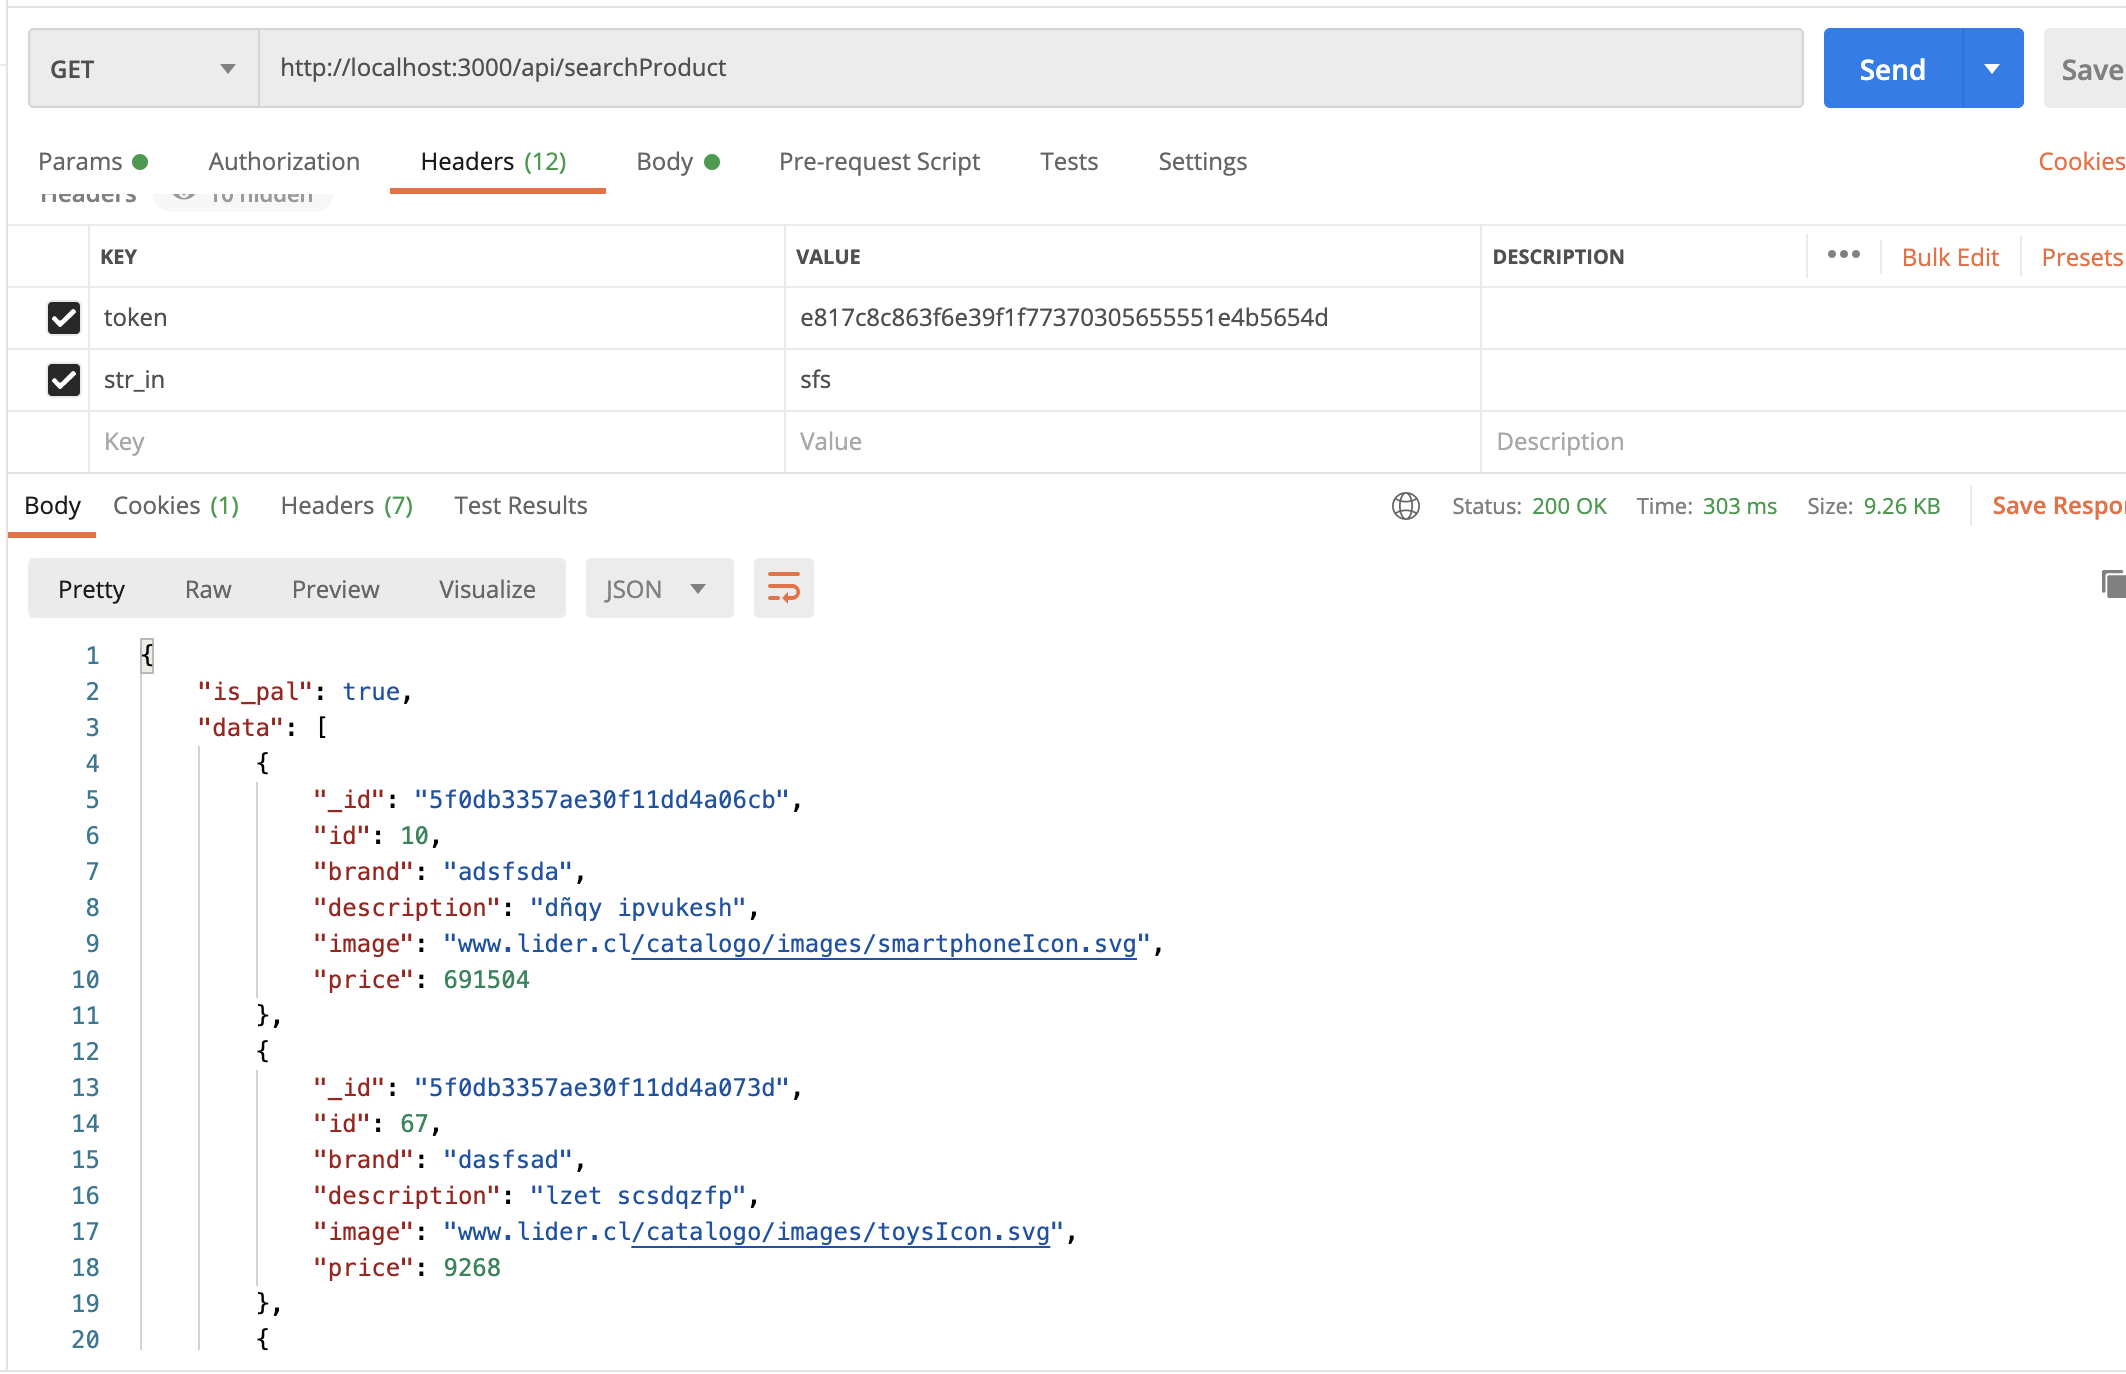 GET http://localhost:3000/api/searchProduct Send Save
Params Authorization Headers (12) Body Pre-request Script Tests Settings Cookies
Headers 10 hidden
KEY VALUE DESCRIPTION ••• Bulk Edit Presets
token e817c8c863f6e39f1f77370305655551e4b5654d
str_in sfs
Key Value Description
Body Cookies (1) Headers (7) Test Results Status: 200 OK Time: 303 ms Size: 9.26 KB Save Respo
Pretty Raw Preview Visualize JSON
1 {
2 "is_pal": true,
3 "data": [
4 {
5 "_id": "5f0db3357ae30f11dd4a06cb",
6 "id": 10,
7 "brand": "adsfsda",
8 "description": "dñqy ipvukesh",
9 "image": "www.lider.cl/catalogo/images/smartphoneIcon.svg",
10 "price": 691504
11 },
12 {
13 "_id": "5f0db3357ae30f11dd4a073d",
14 "id": 67,
15 "brand": "dasfsad",
16 "description": "lzet scsdqzfp",
17 "image": "www.lider.cl/catalogo/images/toysIcon.svg",
18 "price": 9268
19 },
20 {